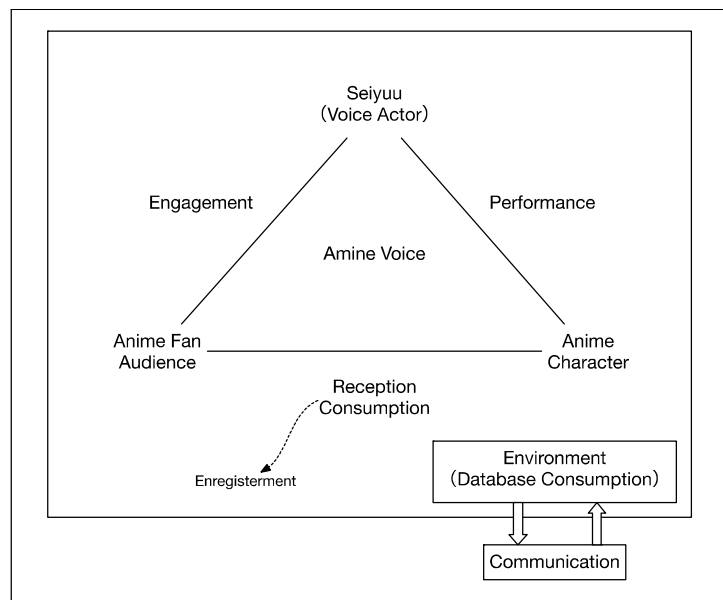 Seiyuu
(Voice Actor)
Engagement
Performance
Amine Voice
Anime Fan
Audience
Anime
Character
Reception
Consumption
Enregisterment
Environment
(Database Consumption)
Communication